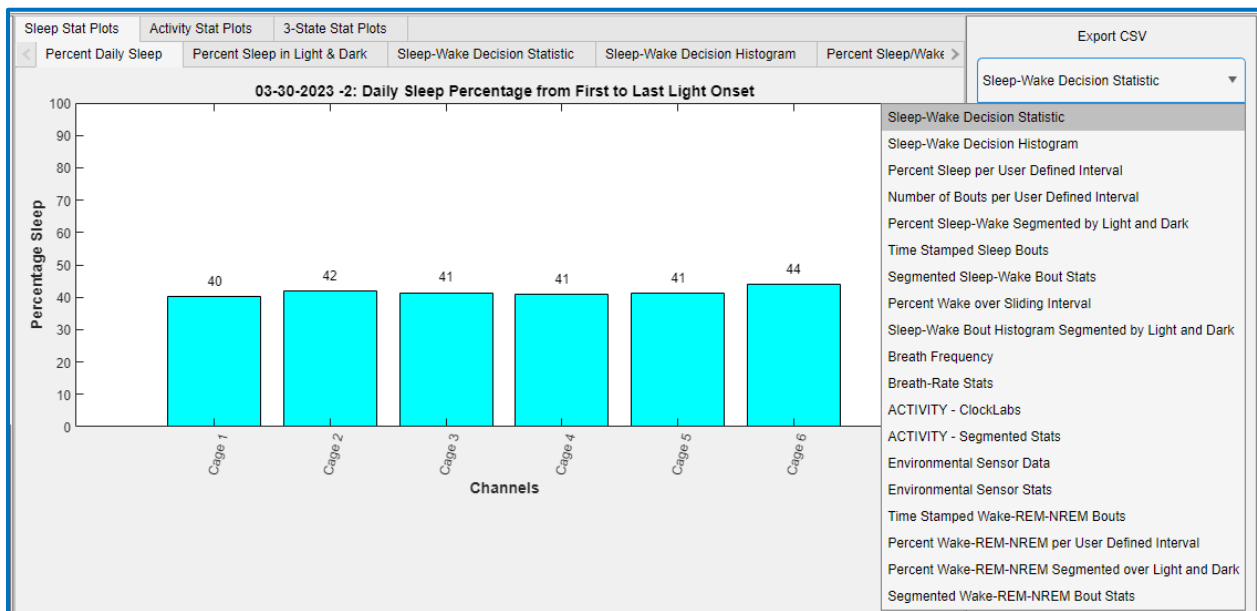 Sleep Stat Plots Activity Stat Plots 3-State Stat Plots
Percent Daily Sleep Percent Sleep in Light & Dark Sleep-Wake Decision Statistic Sleep-Wake Decision Histogram Percent Sleep/Wake
03-30-2023 -2: Daily Sleep Percentage from First to Last Light Onset
Percentage Sleep
100
90
80
70
60
50
40
30
20
10
0
40
42
41
41
41
44
Cage 1
Cage 2
Cage 3
Cage 4
Cage 5
Cage 6
Channels
Export CSV
Sleep-Wake Decision Statistic
Sleep-Wake Decision Statistic
Sleep-Wake Decision Histogram
Percent Sleep per User Defined Interval
Number of Bouts per User Defined Interval
Percent Sleep-Wake Segmented by Light and Dark
Time Stamped Sleep Bouts
Segmented Sleep-Wake Bout Stats
Percent Wake over Sliding Interval
Sleep-Wake Bout Histogram Segmented by Light and Dark
Breath Frequency
Breath-Rate Stats
ACTIVITY - ClockLabs
ACTIVITY - Segmented Stats
Environmental Sensor Data
Environmental Sensor Stats
Time Stamped Wake-REM-NREM Bouts
Percent Wake-REM-NREM per User Defined Interval
Percent Wake-REM-NREM Segmented over Light and Dark
Segmented Wake-REM-NREM Bout Stats